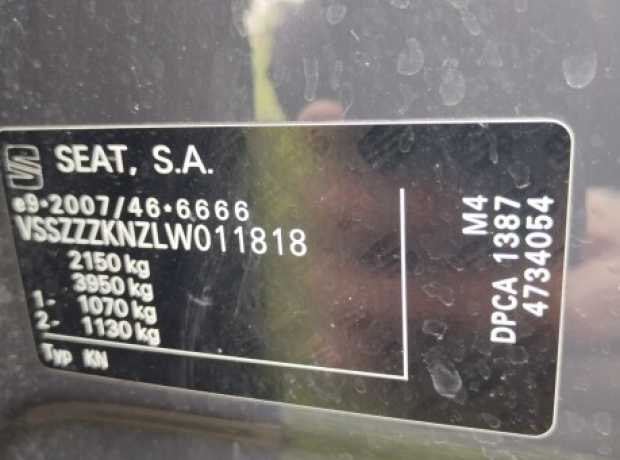 SEAT, S.A.
e9*2007/46*6666
VSSZZZKNZLW011818
2150 kg
3950 kg
1- 1070 kg
2- 1130 kg
Typ KN
M4
DPCA 1387
4734054